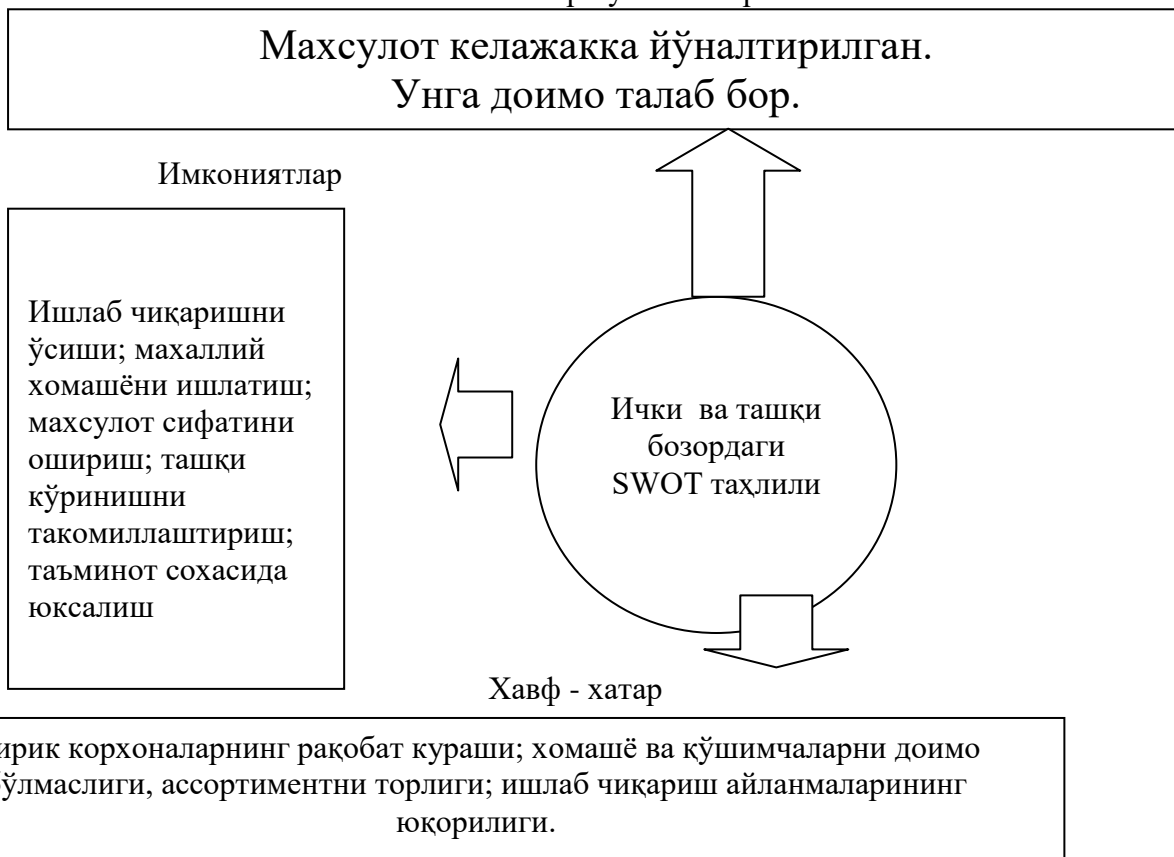 Махсулот келажакка йўналтирилган.
Унга доимо талаб бор.
Имкониятлар
Ишлаб чиқаришни
ўсиши; махаллий
хомашёни ишлатиш;
махсулот сифатини
ошириш; ташқи
кўринишни
такомиллаштириш;
таъминот сохасида
юксалиш
Ички ва ташқи
бозордаги
SWOT таҳлили
Хавф - хатар
корхоналарнинг рақобат кураши; хомашё ва қўшимчаларни доимо
ассортиментни торлиги; ишлаб чиқариш айланмаларининг
юқорилиги.